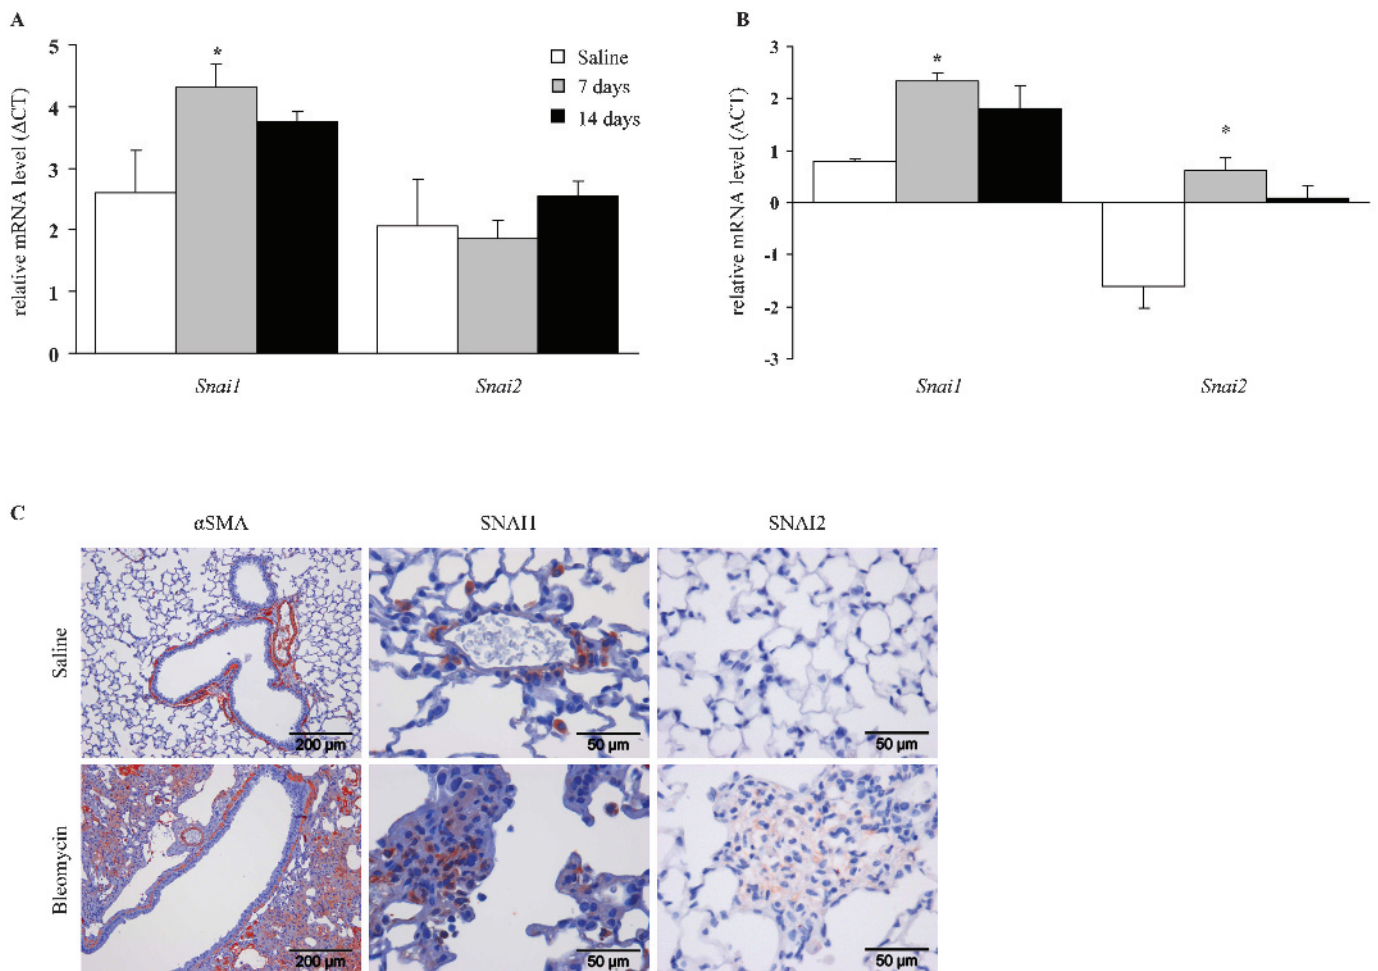 A
5
4
3
2
1
0
relative mRNA level (ΔCT)
*
Saline
7 days
14 days
Snai1
Snai2
B
3
2
1
0
-1
-2
-3
relative mRNA level (ΔCT)
*
*
Snai1
Snai2
C
αSMA
SNAI1
SNAI2
Saline
200 µm
50 µm
50 µm
Bleomycin
200 µm
50 µm
50 µm